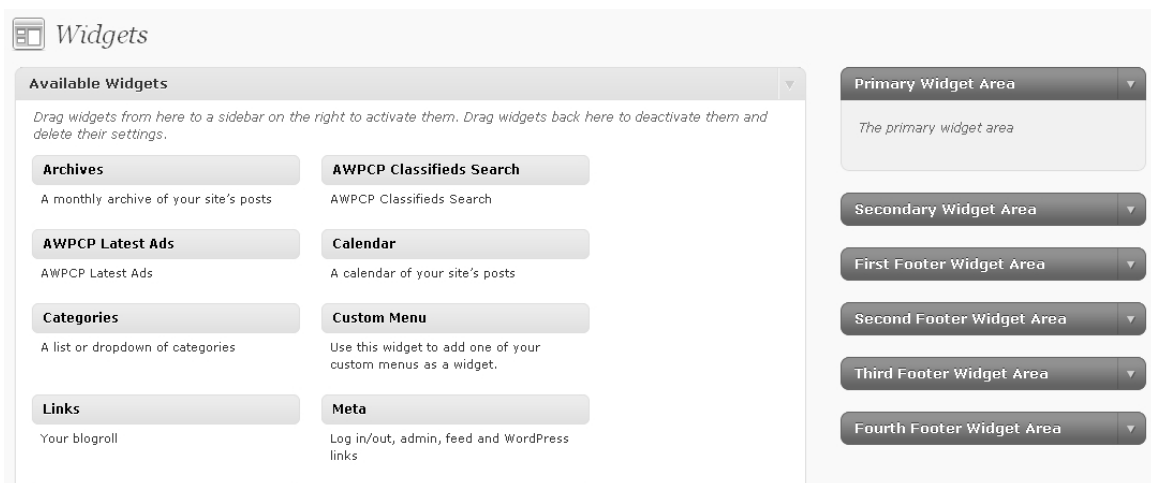 Widgets
Available Widgets
Drag widgets from here to a sidebar on the right to activate them. Drag widgets back here to deactivate them and
delete their settings.
Archives
A monthly archive of your site's posts
AWPCP Classifieds Search
AWPCP Classifieds Search
AWPCP Latest Ads
AWPCP Latest Ads
Calendar
A calendar of your site's posts
Categories
A list or dropdown of categories
Custom Menu
Use this widget to add one of your
custom menus as a widget.
Links
Your blogroll
Meta
Log in/out, admin, feed and WordPress
links
Primary Widget Area
The primary widget area
Secondary Widget Area
First Footer Widget Area
Second Footer Widget Area
Third Footer Widget Area
Fourth Footer Widget Area